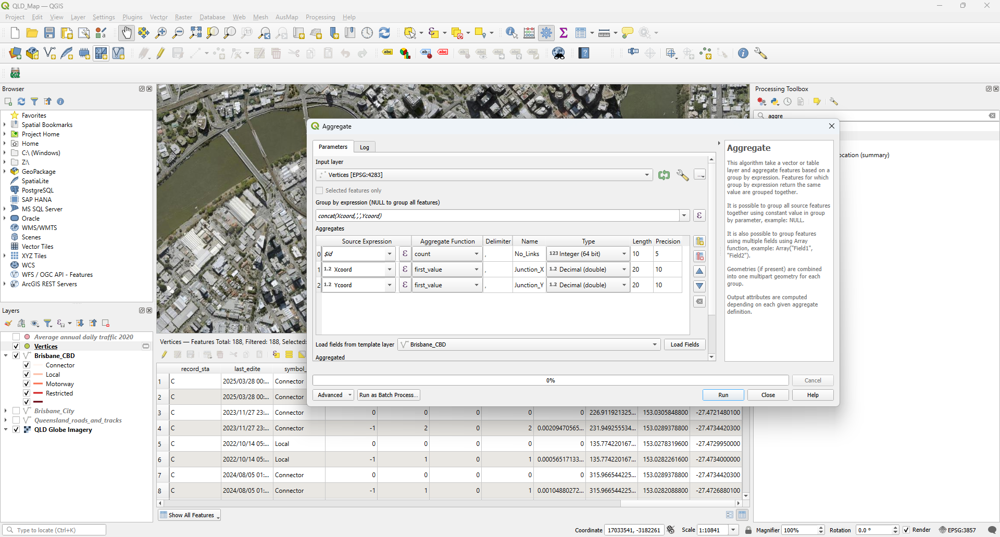 QLD_Map — QGIS
Project Edit View Layer Settings Plugins Vector Raster Database Web Mesh AusMap Processing Help
Browser
Favorites
Spatial Bookmarks
Project Home
Home
C:\ (Windows)
Z:\
GeoPackage
SpatiaLite
PostgreSQL
SAP HANA
MS SQL Server
Oracle
WMS/WMTS
Scenes
Vector Tiles
XYZ Tiles
WCS
WFS / OGC API - Features
ArcGIS REST Servers
Layers
Average annual daily traffic 2020
Vertices
Brisbane_CBD
Connector
Local
Motorway
Restricted
Brisbane_City
Queensland_roads_and_tracks
QLD Globe Imagery
Aggregate
Parameters Log
Input layer
Vertices [EPSG:4283]
Selected features only
Group by expression (NULL to group all features)
concat(Xcoord,',',Ycoord)
Aggregates
Source Expression Aggregate Function Delimiter Name Type Length Precision
0 $id count , No_Links 123 Integer (64 bit) 10 5
1 1.2 Xcoord first_value , Junction_X 1.2 Decimal (double) 20 10
2 1.2 Ycoord first_value , Junction_Y 1.2 Decimal (double) 20 10
Load fields from template layer Brisbane_CBD Load Fields
Aggregated
0% Cancel
Advanced Run as Batch Process... Run Close Help
Aggregate
This algorithm take a vector or table
layer and aggregate features based on a
group by expression. Features for which
group by expression return the same
value are grouped together.
It is possible to group all source features
together using constant value in group
by parameter, example: NULL.
It is also possible to group features
using multiple fields using Array
function, example: Array("Field1",
"Field2").
Geometries (if present) are combined
into one multipart geometry for each
group.
Output attributes are computed
depending on each given aggregate
definition.
Processing Toolbox
aggre
ocation (summary)
Vertices — Features Total: 188, Filtered: 188, Selected:
record_sta last_edite symbol_
1 C 2025/03/28 00:... Connector
2 C 2025/03/28 00:... Connector
3 C 2023/11/27 23:... Connector 0 0 0 0 0 226.911921325... 153.0305848800 -27.4721480100
4 C 2023/11/27 23:... Connector -1 2 0 2 0.00209470565... 231.949255534... 153.0289378800 -27.4734420300
5 C 2022/10/14 05:... Local 0 0 0 0 0 135.774220167... 153.0278319600 -27.4729950000
6 C 2022/10/14 05:... Local -1 1 0 1 0.00056517133... 135.774220167... 153.0282261600 -27.4734000000
7 C 2024/08/05 01:... Connector 0 0 0 0 0 315.966544225... 153.0289378800 -27.4734420300
8 C 2024/08/05 01:... Connector -1 1 0 1 0.00104880272... 315.966544225... 153.0282088800 -27.4726880100
Show All Features
Type to locate (Ctrl+K) Coordinate 17033541, -3182261 Scale 1:10841 Magnifier 100% Rotation 0.0 ° Render EPSG:3857